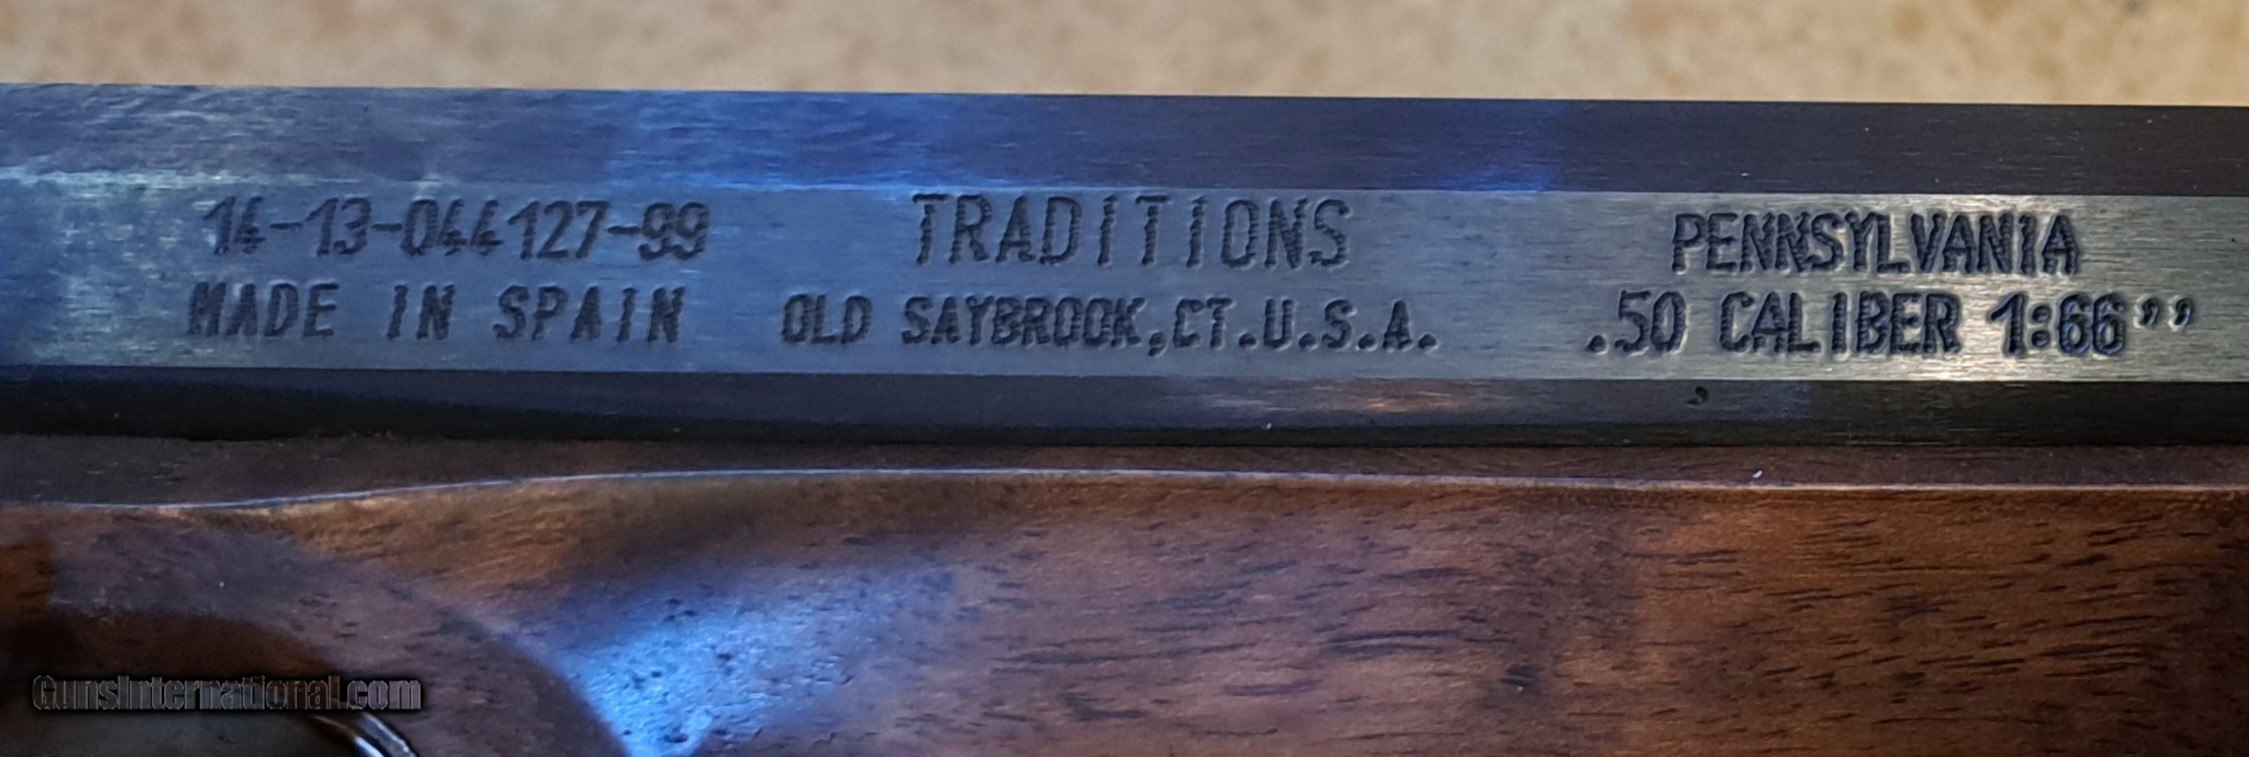 14-13-044127-99
MADE IN SPAIN
TRADITIONS
OLD SAYBROOK,CT.U.S.A.
PENNSYLVANIA
.50 CALIBER 1:66’’
GunsInternational.com